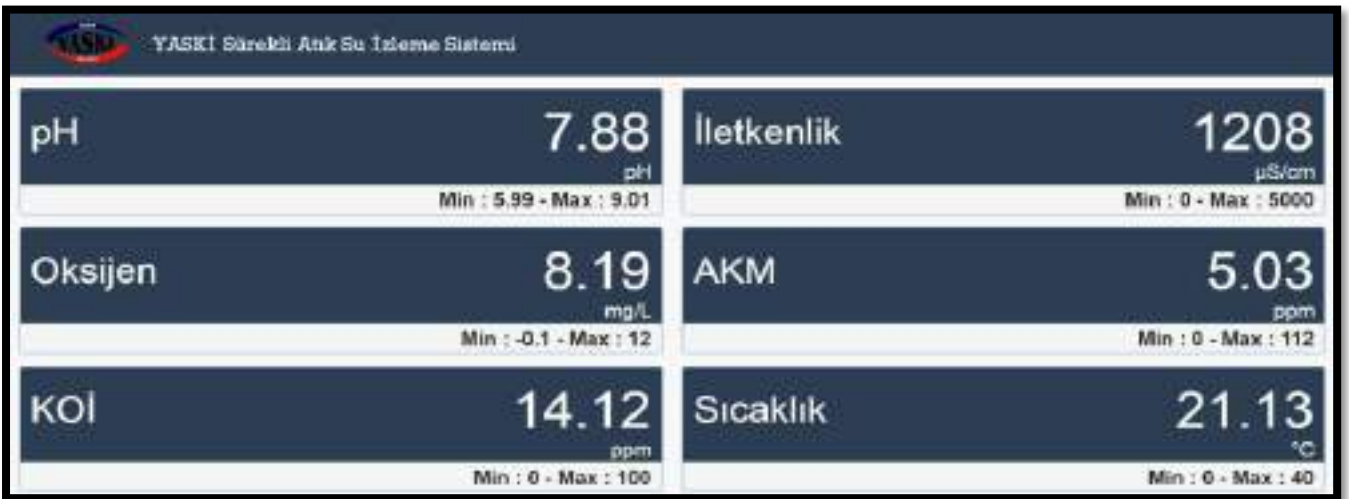 YASKİ
YASKİ Sürekli Atık Su İzleme Sistemi
pH
7.88
pH
Min : 5.99 - Max : 9.01
İletkenlik
1208
µS/cm
Min : 0 - Max : 5000
Oksijen
8.19
mg/L
Min : -0.1 - Max : 12
AKM
5.03
ppm
Min : 0 - Max : 112
KOİ
14.12
ppm
Min : 0 - Max : 100
Sıcaklık
21.13
°C
Min : 0 - Max : 40